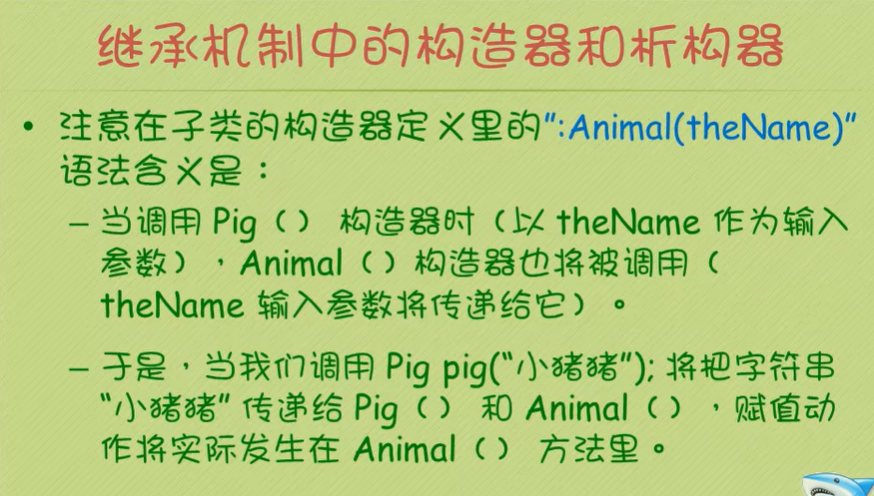 继承机制中的构造器和析构器
• 注意在子类的构造器定义里的”:Animal(theName)”
语法含义是：
– 当调用 Pig（） 构造器时（以 theName 作为输入
参数），Animal（）构造器也将被调用（
theName 输入参数将传递给它）。
– 于是，当我们调用 Pig pig(“小猪猪”); 将把字符串
“小猪猪” 传递给 Pig（） 和 Animal（），赋值动
作将实际发生在 Animal（） 方法里。